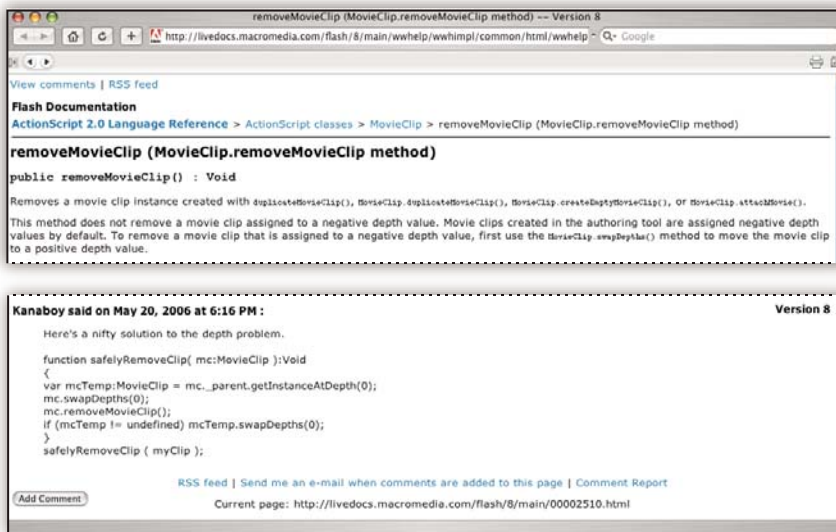 removeMovieClip (MovieClip.removeMovieClip method) -- Version 8
http://livedocs.macromedia.com/flash/8/main/wwhelp/wwhimpl/common/html/wwhelp
Google
View comments | RSS feed
Flash Documentation
ActionScript 2.0 Language Reference > ActionScript classes > MovieClip > removeMovieClip (MovieClip.removeMovieClip method)
removeMovieClip (MovieClip.removeMovieClip method)
public removeMovieClip() : Void
Removes a movie clip instance created with duplicateMovieClip(), MovieClip.duplicateMovieClip(), MovieClip.createEmptyMovieClip(), or MovieClip.attachMovie().
This method does not remove a movie clip assigned to a negative depth value. Movie clips created in the authoring tool are assigned negative depth
values by default. To remove a movie clip that is assigned to a negative depth value, first use the MovieClip.swapDepths() method to move the movie clip
to a positive depth value.
Kanaboy said on May 20, 2006 at 6:16 PM :
Version 8
Here's a nifty solution to the depth problem.
function safelyRemoveClip( mc:MovieClip ):Void
{
var mcTemp:MovieClip = mc._parent.getInstanceAtDepth(0);
mc.swapDepths(0);
mc.removeMovieClip();
if (mcTemp != undefined) mcTemp.swapDepths(0);
}
safelyRemoveClip ( myClip );
RSS feed | Send me an e-mail when comments are added to this page | Comment Report
Add Comment
Current page: http://livedocs.macromedia.com/flash/8/main/00002510.html